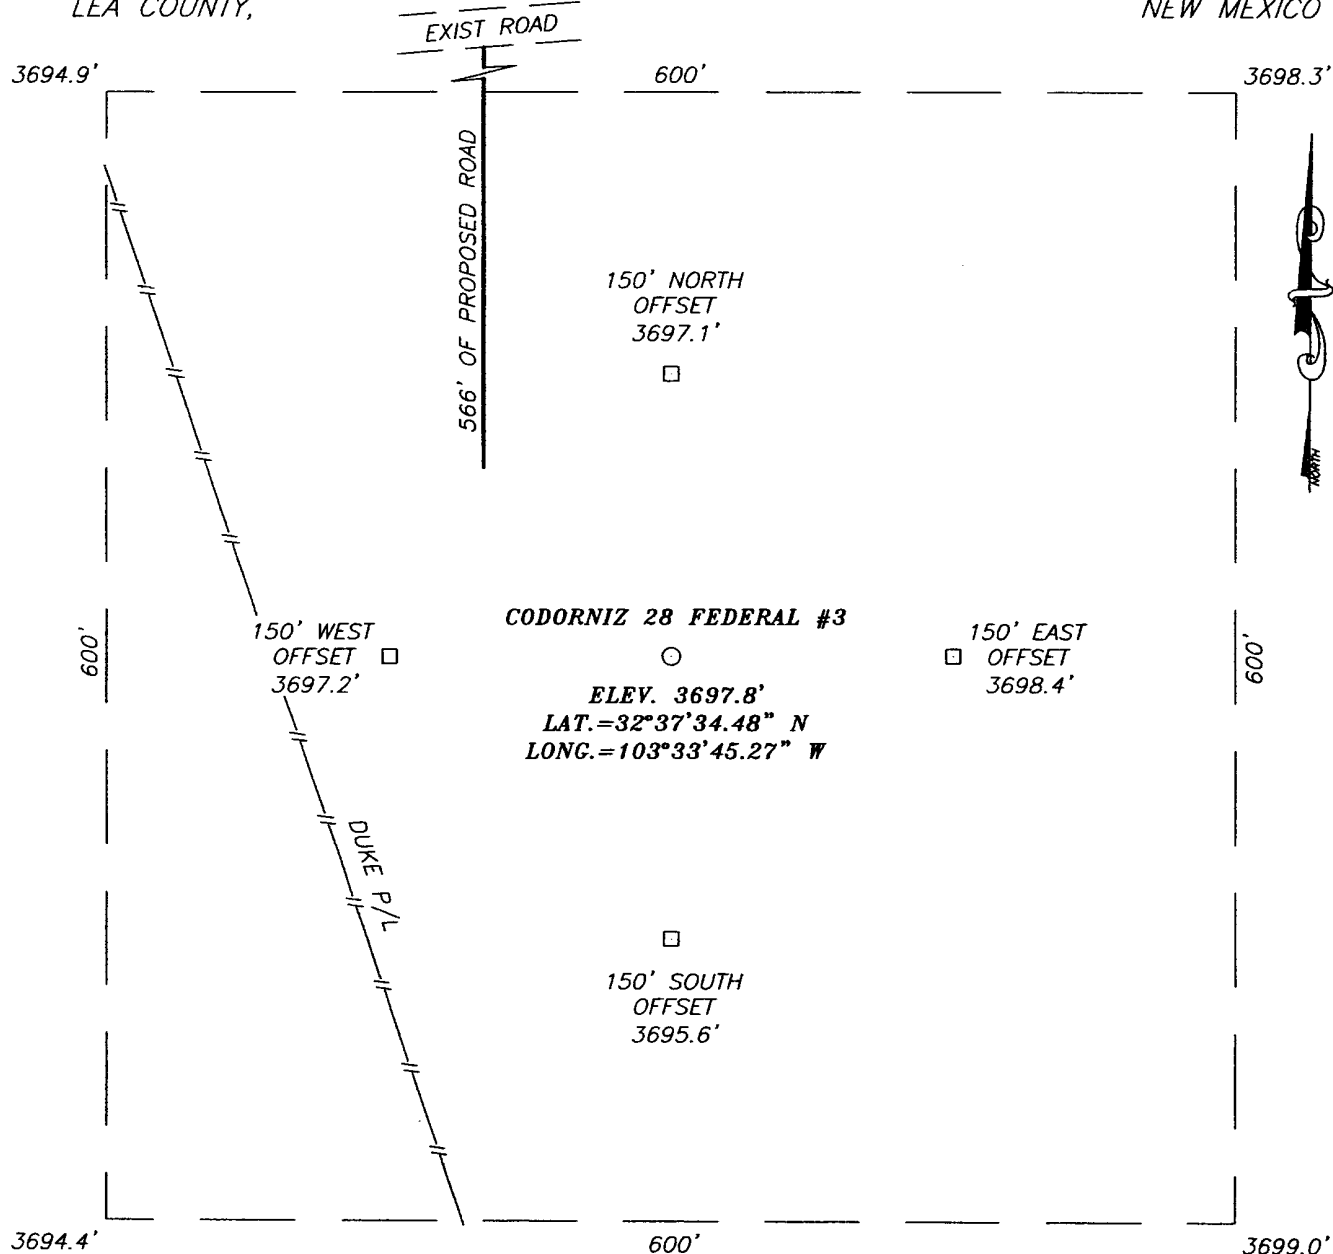 LEA COUNTY,
NEW MEXICO
EXIST ROAD
3694.9'
600'
3698.3'
566' OF PROPOSED ROAD
150' NORTH
OFFSET
3697.1'
NORTH
600'
150' WEST
OFFSET
3697.2'
CODORNIZ 28 FEDERAL #3
ELEV. 3697.8'
LAT.=32°37'34.48" N
LONG.=103°33'45.27" W
150' EAST
OFFSET
3698.4'
600'
DUKE P/L
150' SOUTH
OFFSET
3695.6'
3694.4'
600'
3699.0'